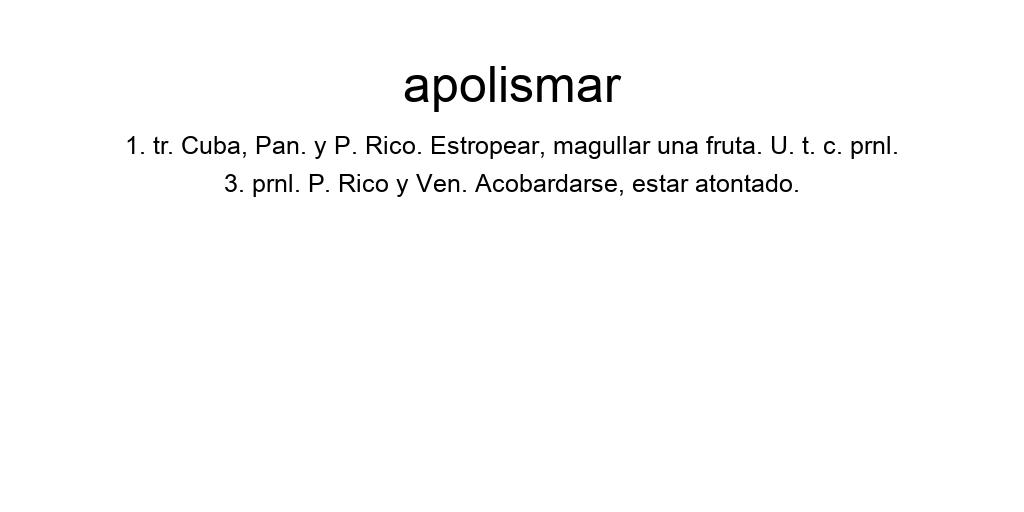 apolismar
1. tr. Cuba, Pan. y P. Rico. Estropear, magullar una fruta. U. t. c. prnl.
3. prnl. P. Rico y Ven. Acobardarse, estar atontado.